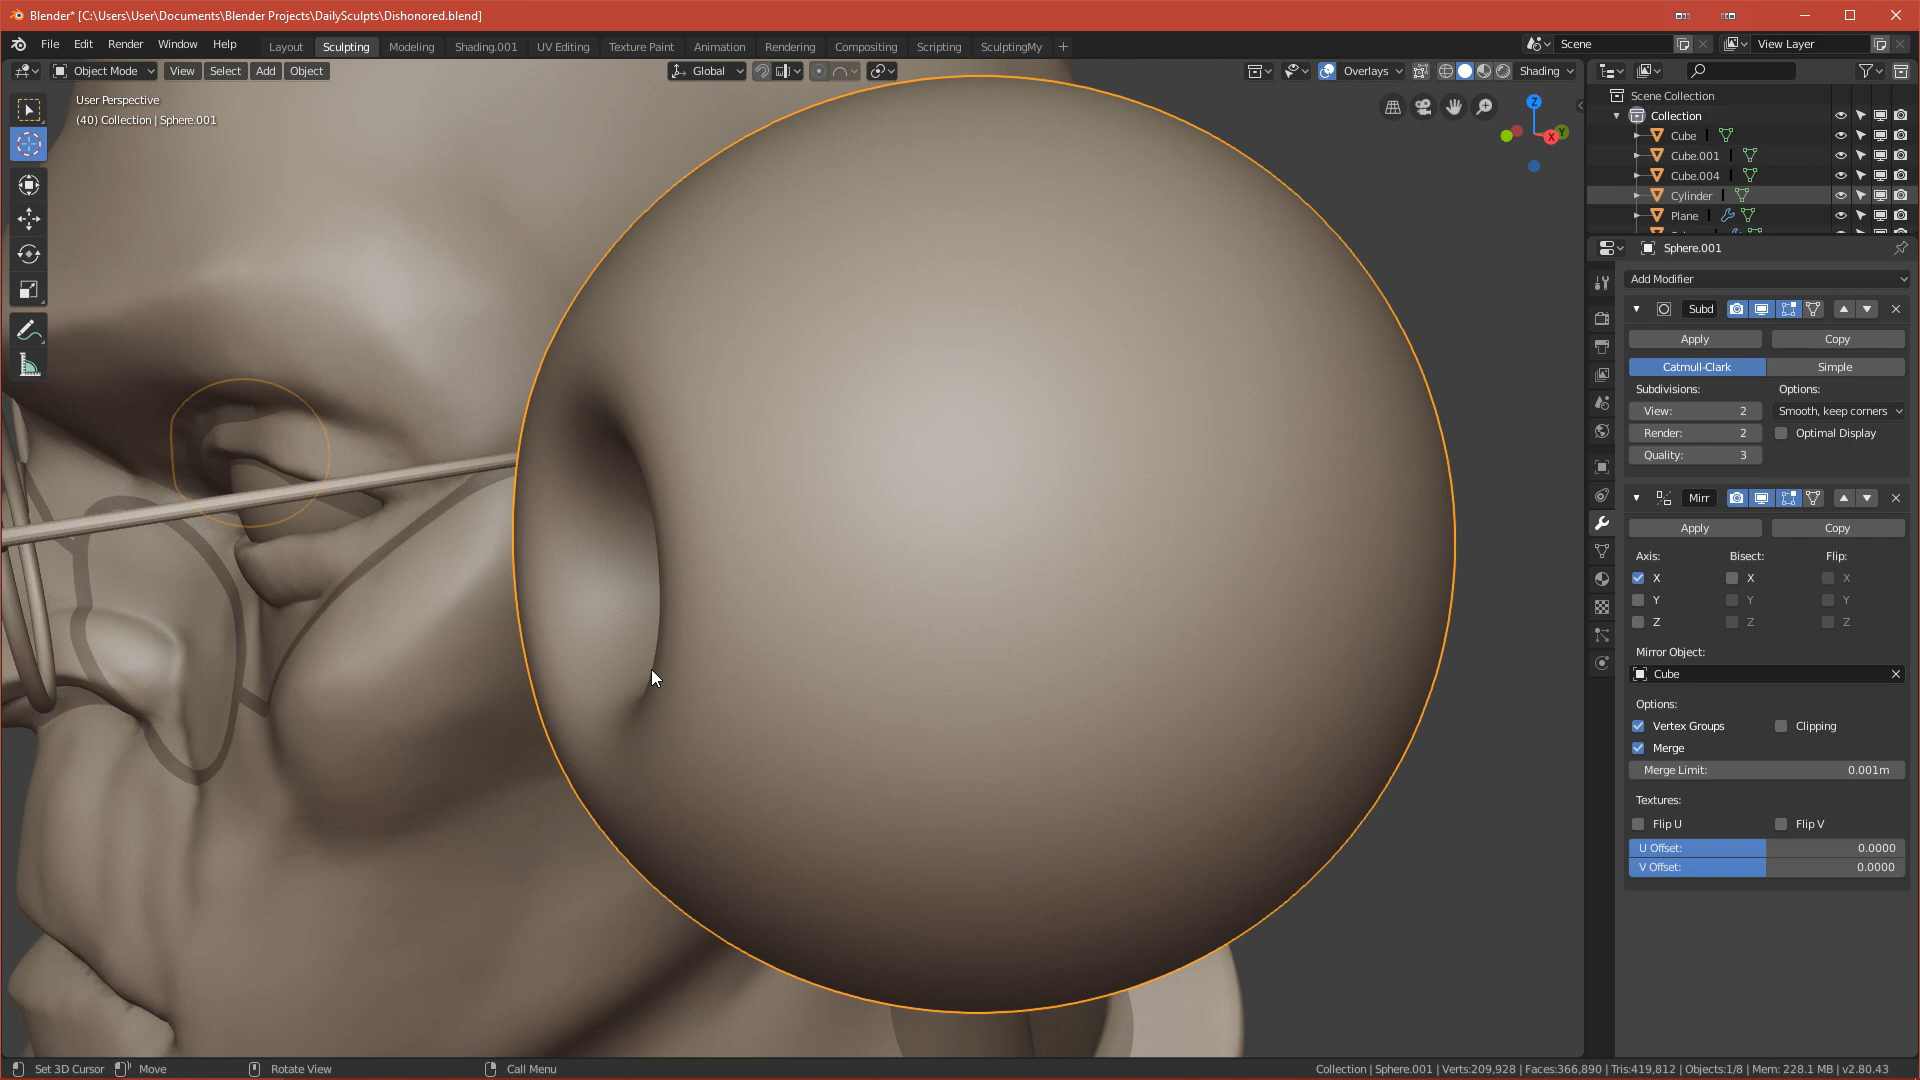 Blender* [C:\Users\User\Documents\Blender Projects\DailySculpts\Dishonored.blend]
File Edit Render Window Help
Layout Sculpting Modeling Shading.001 UV Editing Texture Paint Animation Rendering Compositing Scripting SculptingMy +
Scene
View Layer
Object Mode View Select Add Object
Global
Overlays
Shading
User Perspective
(40) Collection | Sphere.001
Z
X
Y
Scene Collection
Collection
Cube
Cube.001
Cube.004
Cylinder
Plane
Sphere.001
Add Modifier
Subd
Apply Copy
Catmull-Clark Simple
Subdivisions: Options:
View: 2 Smooth, keep corners
Render: 2 Optimal Display
Quality: 3
Mirr
Apply Copy
Axis: Bisect: Flip:
X X X
Y Y Y
Z Z Z
Mirror Object:
Cube
Options:
Vertex Groups Clipping
Merge
Merge Limit: 0.001m
Textures:
Flip U Flip V
U Offset: 0.0000
V Offset: 0.0000
Set 3D Cursor Move Rotate View Call Menu
Collection | Sphere.001 | Verts:209,928 | Faces:366,890 | Tris:419,812 | Objects:1/8 | Mem: 228.1 MB | v2.80.43